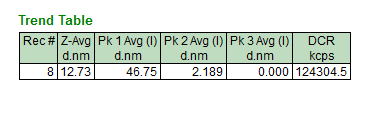 Trend Table
Rec # Z-Avg Pk 1 Avg (I) Pk 2 Avg (I) Pk 3 Avg (I) DCR
d.nm d.nm d.nm d.nm kcps
8 12.73 46.75 2.189 0.000 124304.5